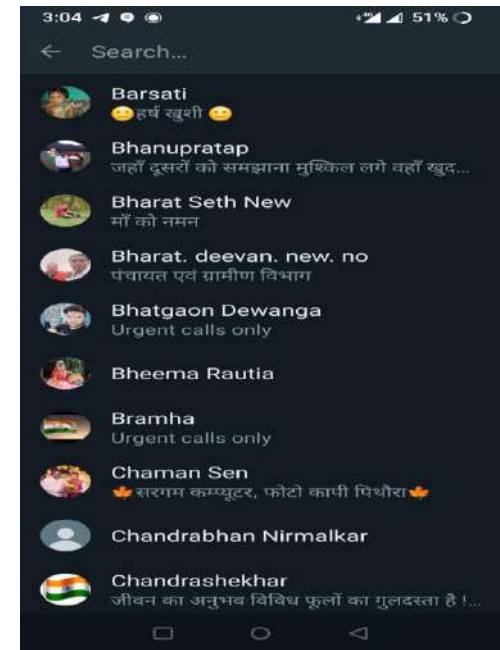 3:04 51%
Search...
Barsati
😑हर्ष खुशी😑
Bhanupratap
जहाँ दूसरों को समझाना मुश्किल लगे वहाँ खुद...
Bharat Seth New
माँ को नमन
Bharat. deevan. new. no
पंचायत एवं ग्रामीण विभाग
Bhatgaon Dewanga
Urgent calls only
Bheema Rautia
Bramha
Urgent calls only
Chaman Sen
🍁सरगम कम्प्यूटर, फोटो कापी पिथौरा🍁
Chandrabhan Nirmalkar
Chandrashekhar
जीवन का अनुभव विविध फूलों का गुलदस्ता है !...